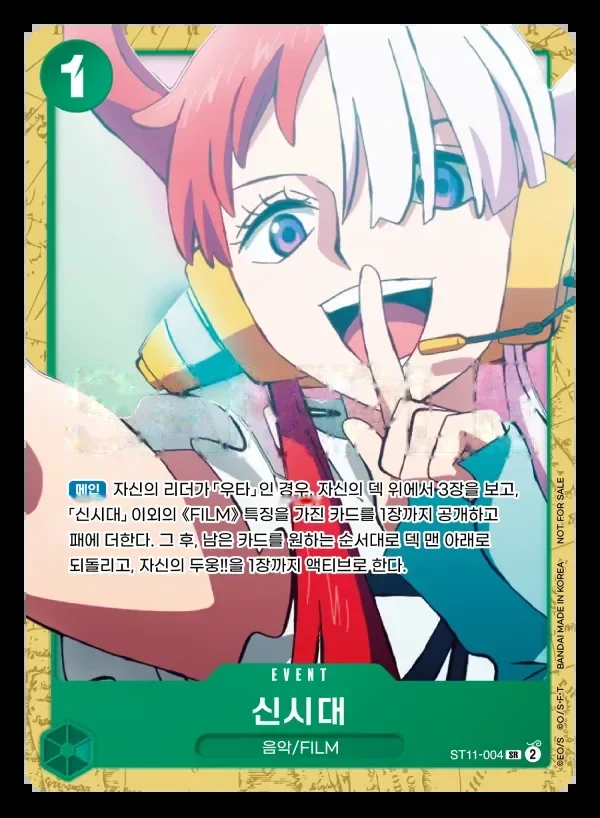 1
메인 자신의 리더가 「우타」인 경우, 자신의 덱 위에서 3장을 보고,
「신시대」 이외의 《FILM》 특징을 가진 카드를 1장까지 공개하고
패에 더한다. 그 후, 남은 카드를 원하는 순서대로 덱 맨 아래로
되돌리고, 자신의 두웅!!을 1장까지 액티브로 한다.
EVENT
신시대
음악/FILM
ST11-004 SR 2
©E.O/S. ©O/S・F・T BANDAI MADE IN KOREA NOT FOR SALE